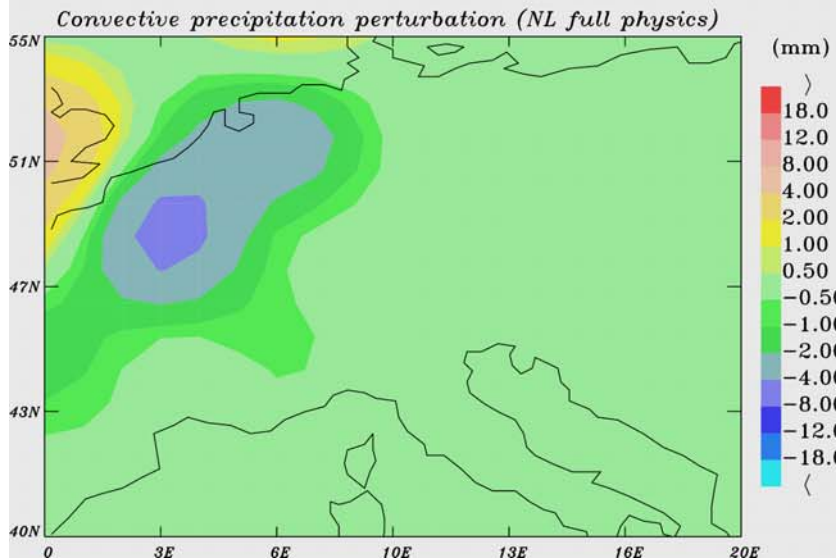 Convective precipitation perturbation (NL full physics)
55N
51N
47N
43N
40N
0 3E 6E 10E 13E 16E 20E
(mm)
>
18.0
12.0
8.00
4.00
2.00
1.00
0.50
-0.50
-1.00
-2.00
-4.00
-8.00
-12.0
-18.0
<